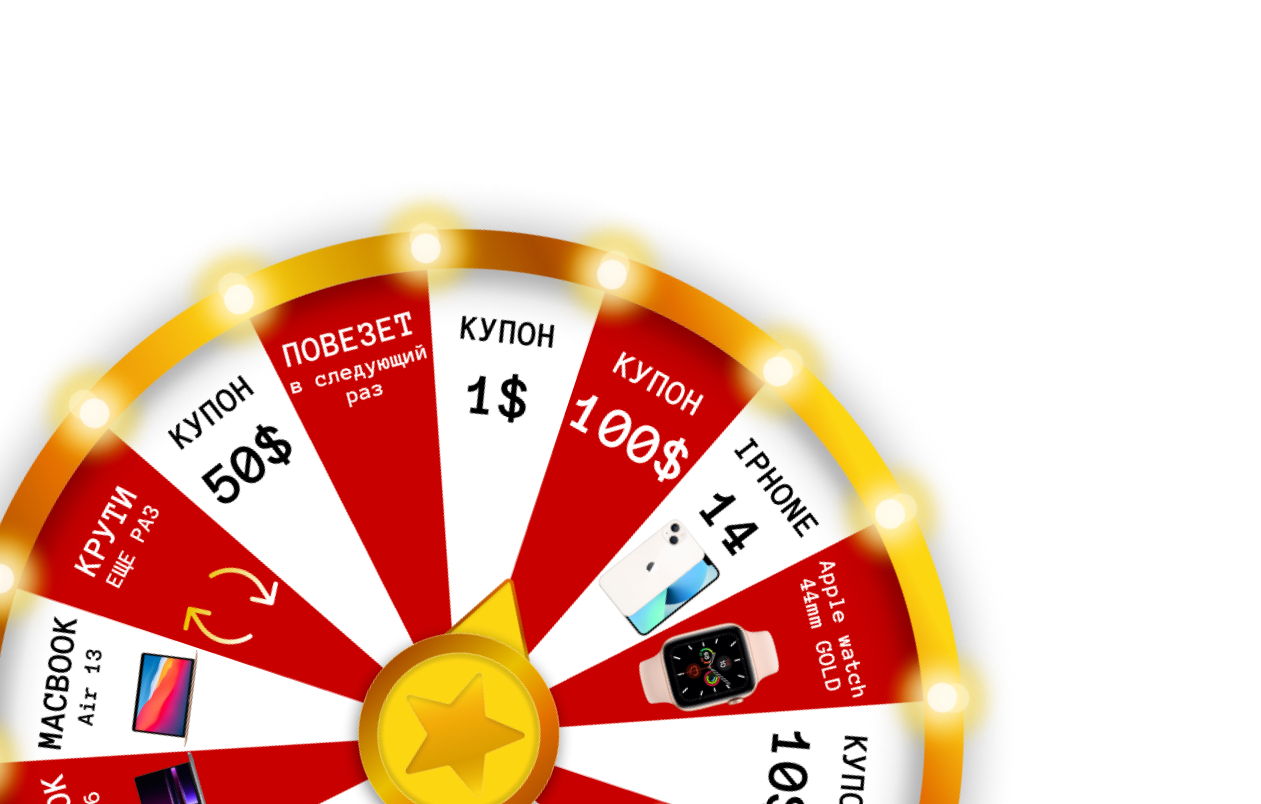 ПОВЕЗЕТ
в следующий
раз
КУПОН
1$
КУПОН
100$
IPHONE
14
Apple watch
44mm GOLD
КУПОН
50$
КРУТИ
ЕЩЕ РАЗ
MACBOOK
Air 13